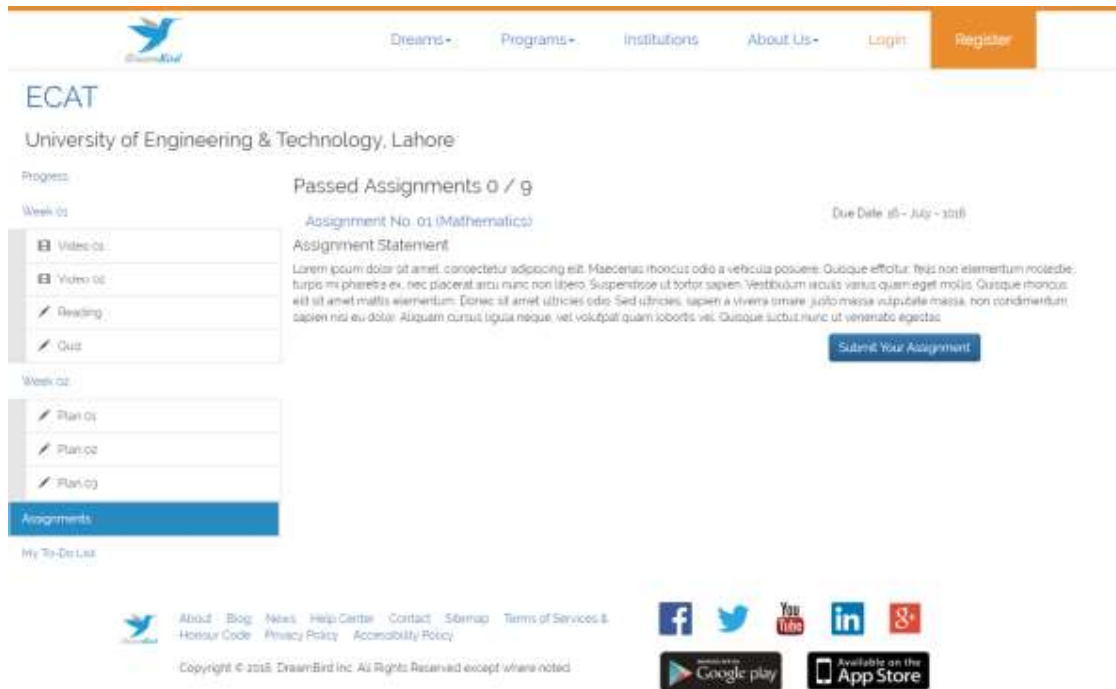 Dreams Programs Institutions About Us Login Register
DreamBird
ECAT
University of Engineering & Technology, Lahore
Progress
Week 01
Video 01
Video 02
Reading
Quiz
Week 02
Plan 01
Plan 02
Plan 03
Assignments
My To-Do List
Passed Assignments 0 / 9
Assignment No. 01 (Mathematics)
Due Date: 16 - July - 2016
Assignment Statement
Lorem ipsum dolor sit amet, consectetur adipiscing elit. Maecenas rhoncus odio a vehicula posuere. Quisque efficitur, felis non elementum molestie,
turpis mi pharetra ex, nec placerat arcu nunc non libero. Suspendisse ut tortor sapien. Vestibulum iaculis varius quam eget mollis. Quisque rhoncus
elit sit amet mattis elementum. Donec sit amet ultricies odio. Sed ultricies, sapien a viverra ornare, justo massa vulputate massa, non condimentum
sapien nisi eu dolor. Aliquam cursus ligula neque, vel volutpat quam lobortis vel. Quisque luctus nunc ut venenatis egestas.
Submit Your Assignment
About Blog News Help Center Contact Sitemap Terms of Services &
Honour Code Privacy Policy Accessibility Policy
Copyright © 2016, DreamBird Inc. All Rights Reserved except where noted.
You
Tube
in
Google play
Available on the
App Store